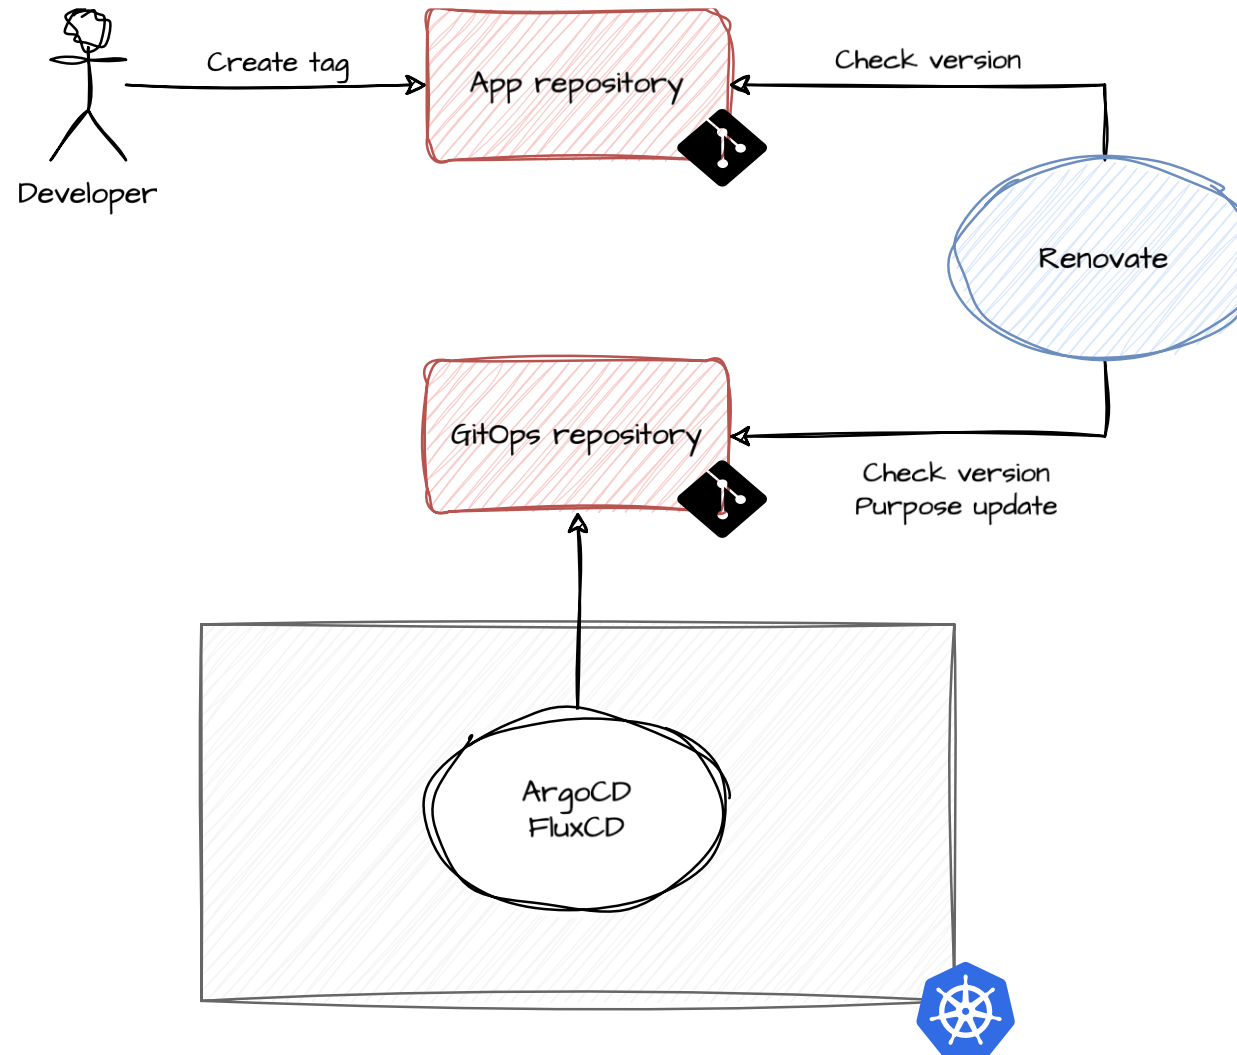 Create tag
App repository
Check version
Developer
Renovate
GitOps repository
Check version
Purpose update
ArgoCD
FluxCD